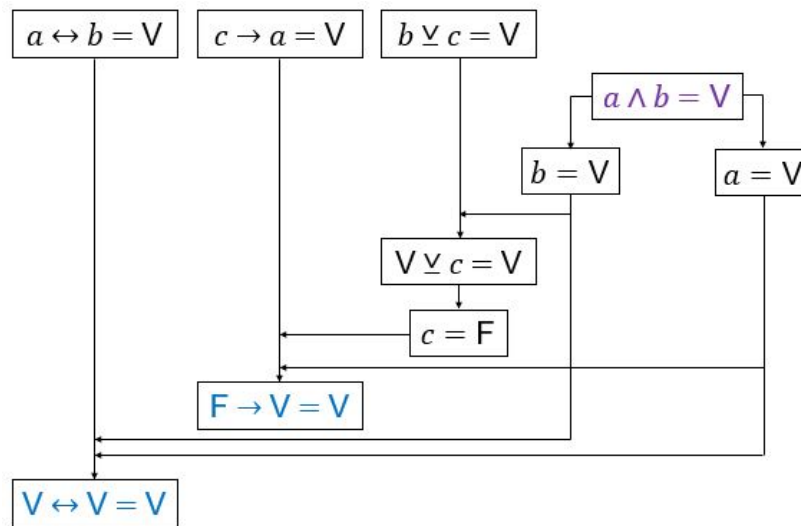 a ↔ b = V
c → a = V
b ⊻ c = V
a ∧ b = V
b = V
a = V
V ⊻ c = V
c = F
F → V = V
V ↔ V = V